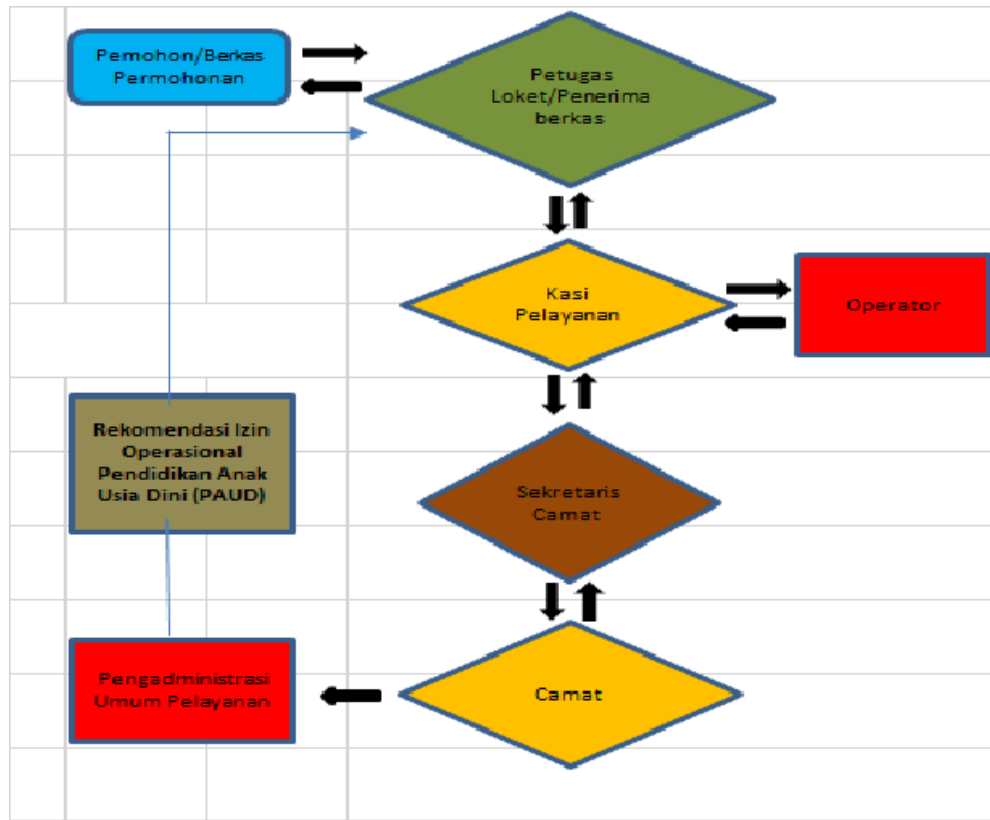 Pemohon/Berkas
Permohonan
Petugas
Loket/Penerima
berkas
Kasi
Pelayanan
Operator
Rekomendasi Izin
Operasional
Pendidikan Anak
Usia Dini (PAUD)
Sekretaris
Camat
Pengadministrasi
Umum Pelayanan
Camat